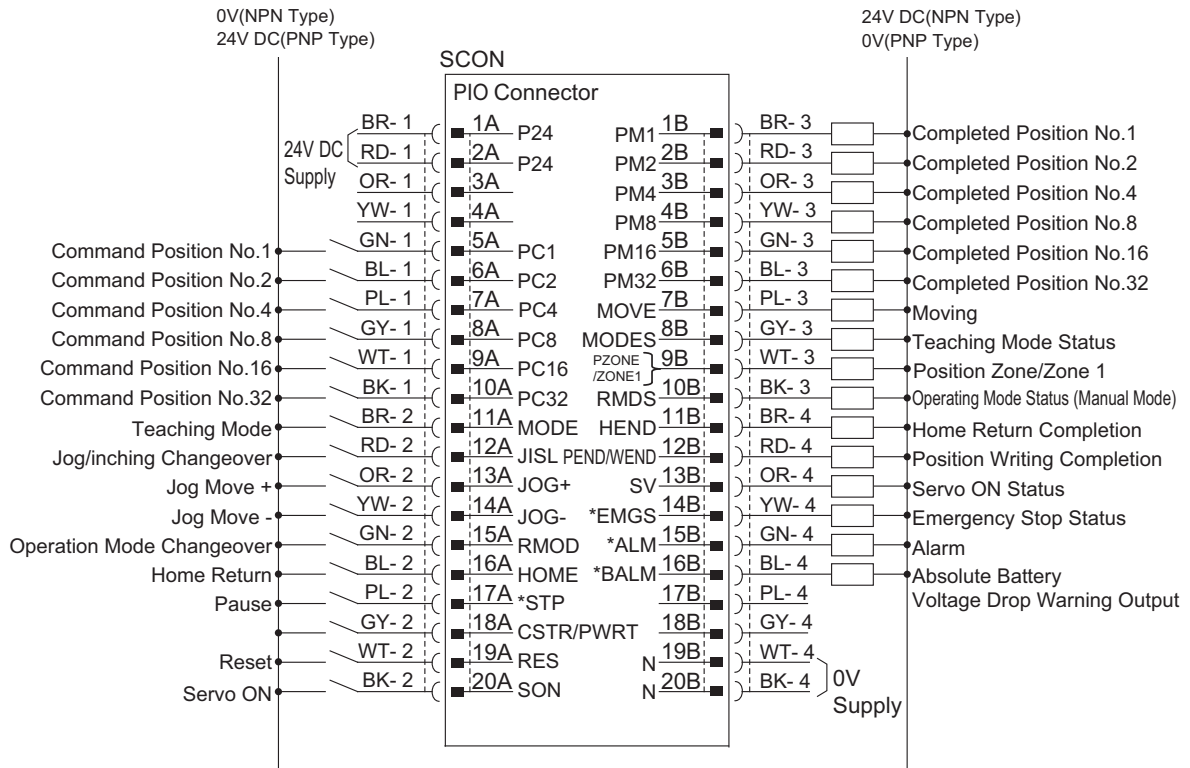 0V(NPN Type)
24V DC(PNP Type)
24V DC(NPN Type)
0V(PNP Type)
SCON
PIO Connector
24V DC
Supply
BR- 1 1A P24 PM1 1B BR- 3 Completed Position No.1
RD- 1 2A P24 PM2 2B RD- 3 Completed Position No.2
OR- 1 3A PM4 3B OR- 3 Completed Position No.4
YW- 1 4A PM8 4B YW- 3 Completed Position No.8
Command Position No.1 GN- 1 5A PC1 PM16 5B GN- 3 Completed Position No.16
Command Position No.2 BL- 1 6A PC2 PM32 6B BL- 3 Completed Position No.32
Command Position No.4 PL- 1 7A PC4 MOVE 7B PL- 3 Moving
Command Position No.8 GY- 1 8A PC8 MODES 8B GY- 3 Teaching Mode Status
Command Position No.16 WT- 1 9A PC16 PZONE /ZONE1 9B WT- 3 Position Zone/Zone 1
Command Position No.32 BK- 1 10A PC32 RMDS 10B BK- 3 Operating Mode Status (Manual Mode)
Teaching Mode BR- 2 11A MODE HEND 11B BR- 4 Home Return Completion
Jog/inching Changeover RD- 2 12A JISL PEND/WEND 12B RD- 4 Position Writing Completion
Jog Move + OR- 2 13A JOG+ SV 13B OR- 4 Servo ON Status
Jog Move - YW- 2 14A JOG- *EMGS 14B YW- 4 Emergency Stop Status
Operation Mode Changeover GN- 2 15A RMOD *ALM 15B GN- 4 Alarm
Home Return BL- 2 16A HOME *BALM 16B BL- 4 Absolute Battery
Voltage Drop Warning Output
Pause PL- 2 17A *STP 17B PL- 4
GY- 2 18A CSTR/PWRT 18B GY- 4
Reset WT- 2 19A RES N 19B WT- 4
Servo ON BK- 2 20A SON N 20B BK- 4
0V
Supply